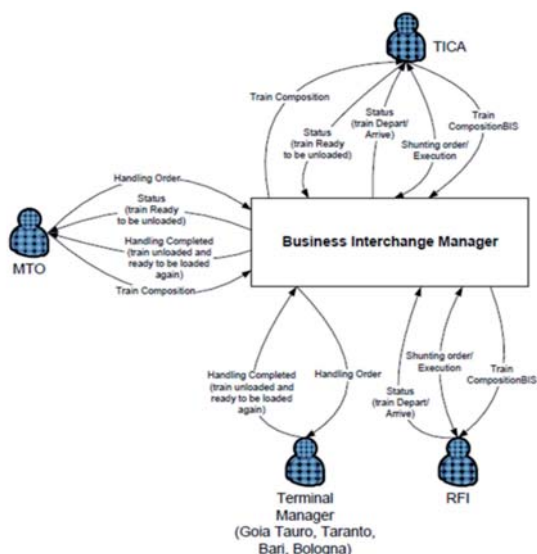 TICA
Train Composition
Status
(train Ready
to be unloaded)
Status
(train Depart/
Arrive)
Shunting order/
Execution
Train
CompositionBIS
Handling Order
Status
(train Ready
to be unloaded)
Handling Completed
(train unloaded and
ready to be loaded
again)
Train Composition
MTO
Business Interchange Manager
Handling Completed
(train unloaded and
ready to be loaded
again)
Handling Order
Status
(train Depart/
Arrive)
Shunting order/
Execution
Train
CompositionBIS
Terminal
Manager
(Goia Tauro, Taranto,
Bari, Bologna)
RFI